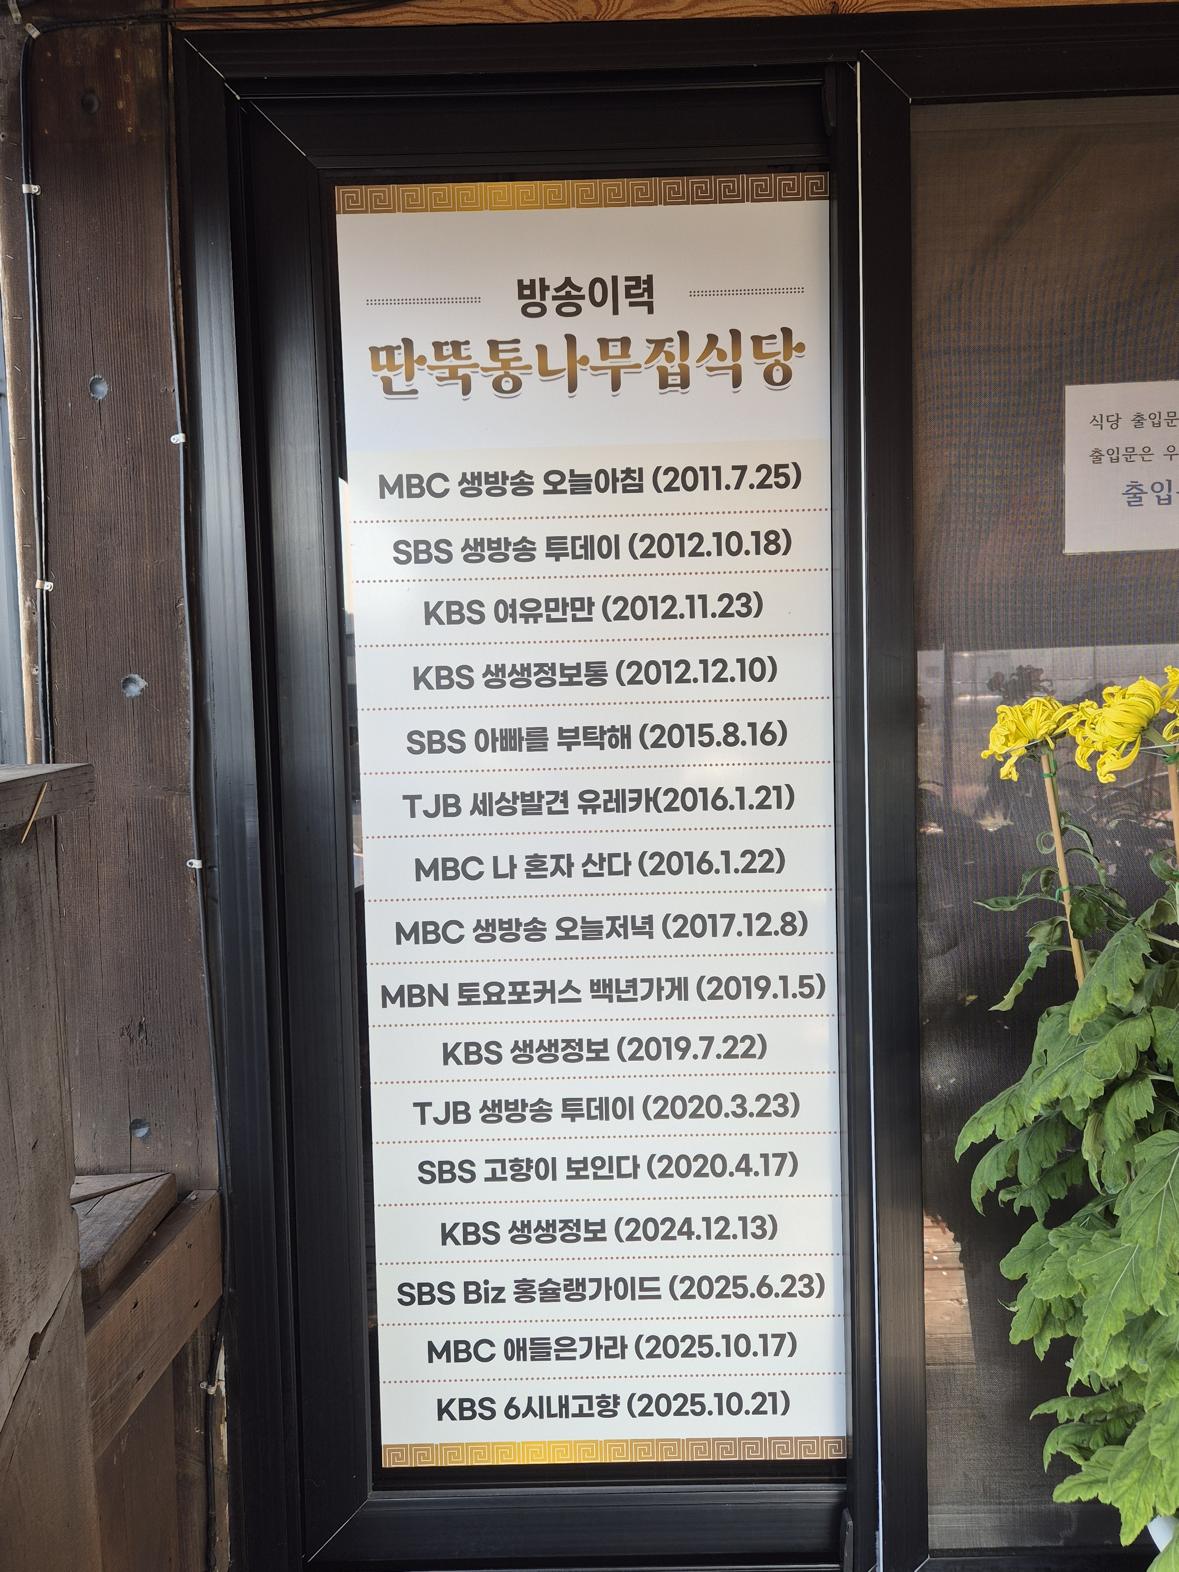 방송이력
딴뚝통나무집식당
MBC 생방송 오늘아침 (2011.7.25)
SBS 생방송 투데이 (2012.10.18)
KBS 여유만만 (2012.11.23)
KBS 생생정보통 (2012.12.10)
SBS 아빠를 부탁해 (2015.8.16)
TJB 세상발견 유레카(2016.1.21)
MBC 나 혼자 산다 (2016.1.22)
MBC 생방송 오늘저녁 (2017.12.8)
MBN 토요포커스 백년가게 (2019.1.5)
KBS 생생정보 (2019.7.22)
TJB 생방송 투데이 (2020.3.23)
SBS 고향이 보인다 (2020.4.17)
KBS 생생정보 (2024.12.13)
SBS Biz 홍슐랭가이드 (2025.6.23)
MBC 얘들은가라 (2025.10.17)
KBS 6시내고향 (2025.10.21)
식당 출입문
출입문은 우
출입